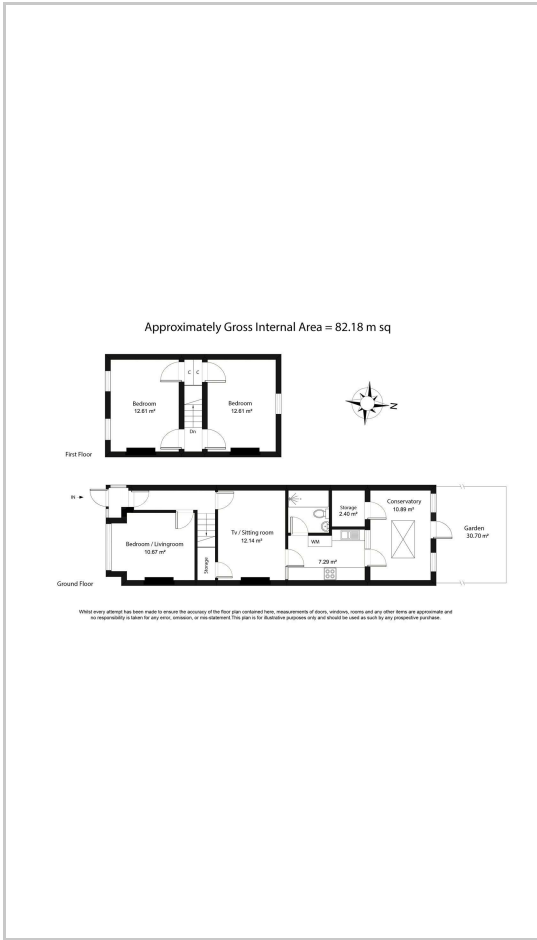 Approximately Gross Internal Area = 82.18 m sq
C C
Bedroom
12.61 m²
Bedroom
12.61 m²
Dn
N
First Floor
IN
Bedroom / Livingroom
10.67 m²
Storage
Tv / Sitting room
12.14 m²
WM
7.29 m²
Storage
2.40 m²
Conservatory
10.89 m²
Garden
30.70 m²
Ground Floor
Whilst every attempt has been made to ensure the accuracy of the floor plan contained here, measurements of doors, windows, rooms and any other items are approximate and
no responsibility is taken for any error, omission, or mis-statement.This plan is for illustrative purposes only and should be used as such by any prospective purchase.